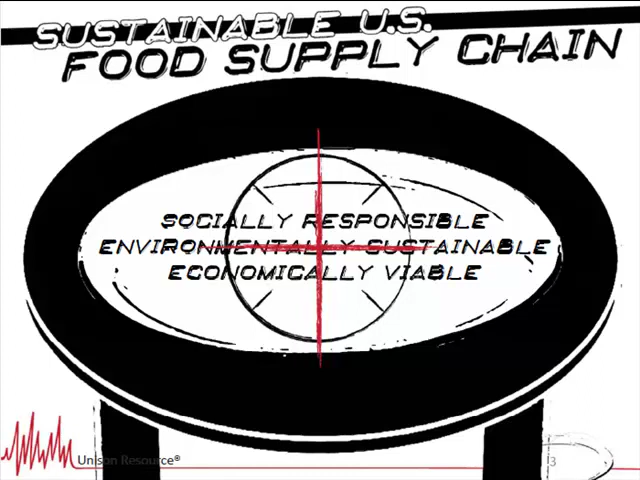 SUSTAINABLE U.S.
FOOD SUPPLY CHAIN
SOCIALLY RESPONSIBLE
ENVIRONMENTALLY SUSTAINABLE
ECONOMICALLY VIABLE
Unison Resource®
3